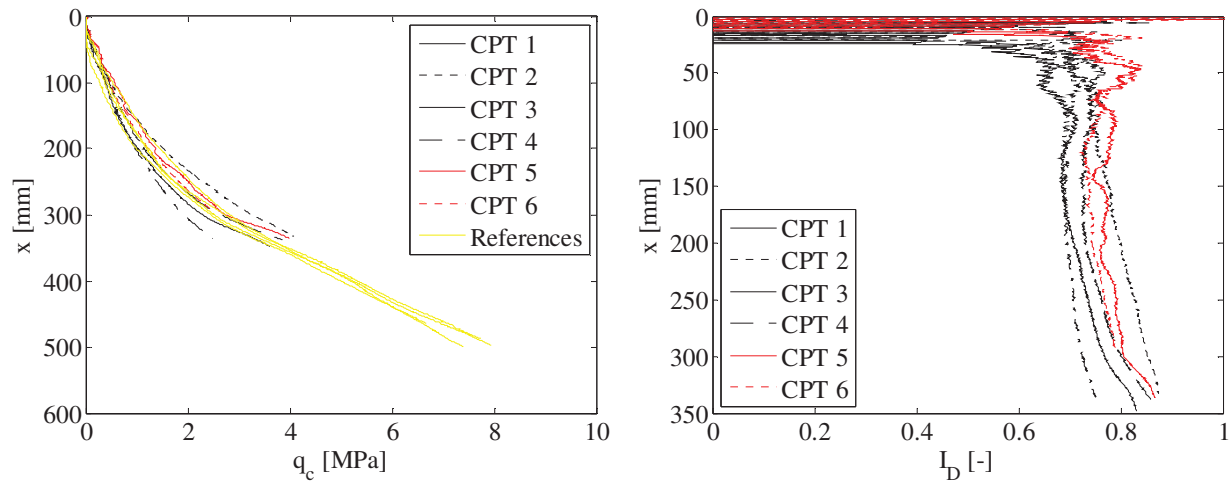 0
100
200
300
400
500
600
x [mm]
0
2
4
6
8
10
q_c [MPa]
CPT 1
CPT 2
CPT 3
CPT 4
CPT 5
CPT 6
References
0
50
100
150
200
250
300
350
x [mm]
0
0.2
0.4
0.6
0.8
1
I_D [-]
CPT 1
CPT 2
CPT 3
CPT 4
CPT 5
CPT 6